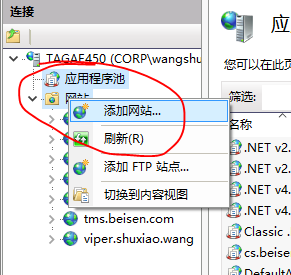 连接
TAGAE450 (CORP\wangshu
应用程序池
网站
添加网站...
刷新(R)
添加 FTP 站点...
切换到内容视图
tms.beisen.com
viper.shuxiao.wang
应
您可以在此页
筛选:
名称
.NET v2.
.NET v2.
.NET v4.
.NET v4.
Classic .
cs.beisen
DefaultA